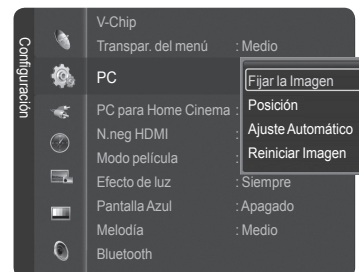 Configuración
V-Chip
Transpar. del menú : Medio
PC
Fijar la Imagen
Posición
Ajuste Automático
Reiniciar Imagen
PC para Home Cinema :
N.neg HDMI :
Modo película :
Efecto de luz : Siempre
Pantalla Azul : Apagado
Melodía : Medio
Bluetooth